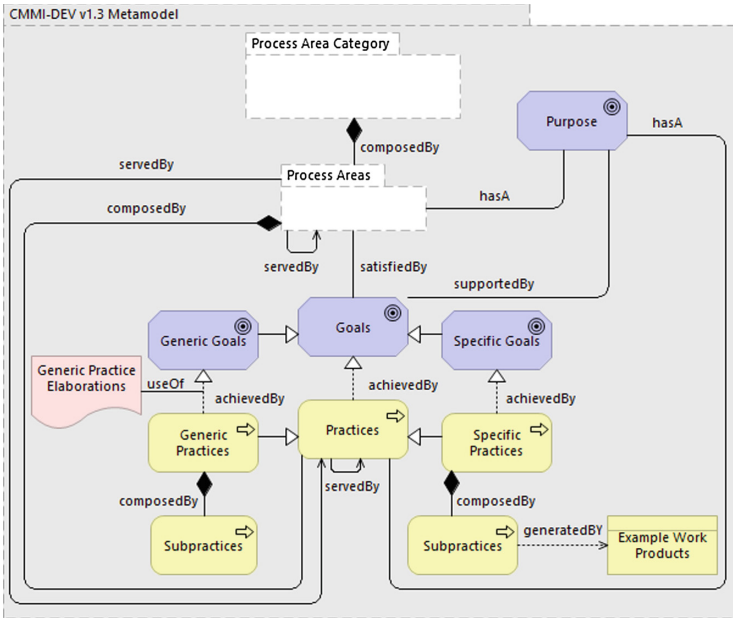 CMMI-DEV v1.3 Metamodel
Process Area Category
Purpose
hasA
composedBy
servedBy
Process Areas
hasA
composedBy
servedBy
satisfiedBy
supportedBy
Generic Goals
Goals
Specific Goals
Generic Practice
Elaborations
useOf
achievedBy
achievedBy
achievedBy
Generic
Practices
Practices
Specific
Practices
servedBy
composedBy
composedBy
Subpractices
Subpractices
generatedBY
Example Work
Products